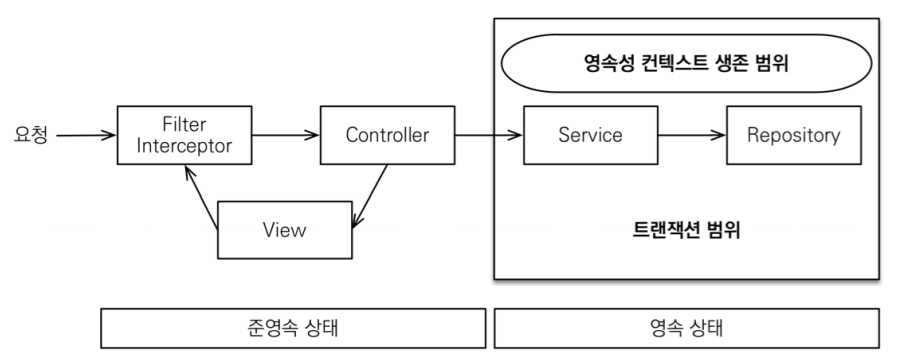 영속성 컨텍스트 생존 범위
요청
Filter
Interceptor
Controller
Service
Repository
View
트랜잭션 범위
준영속 상태
영속 상태